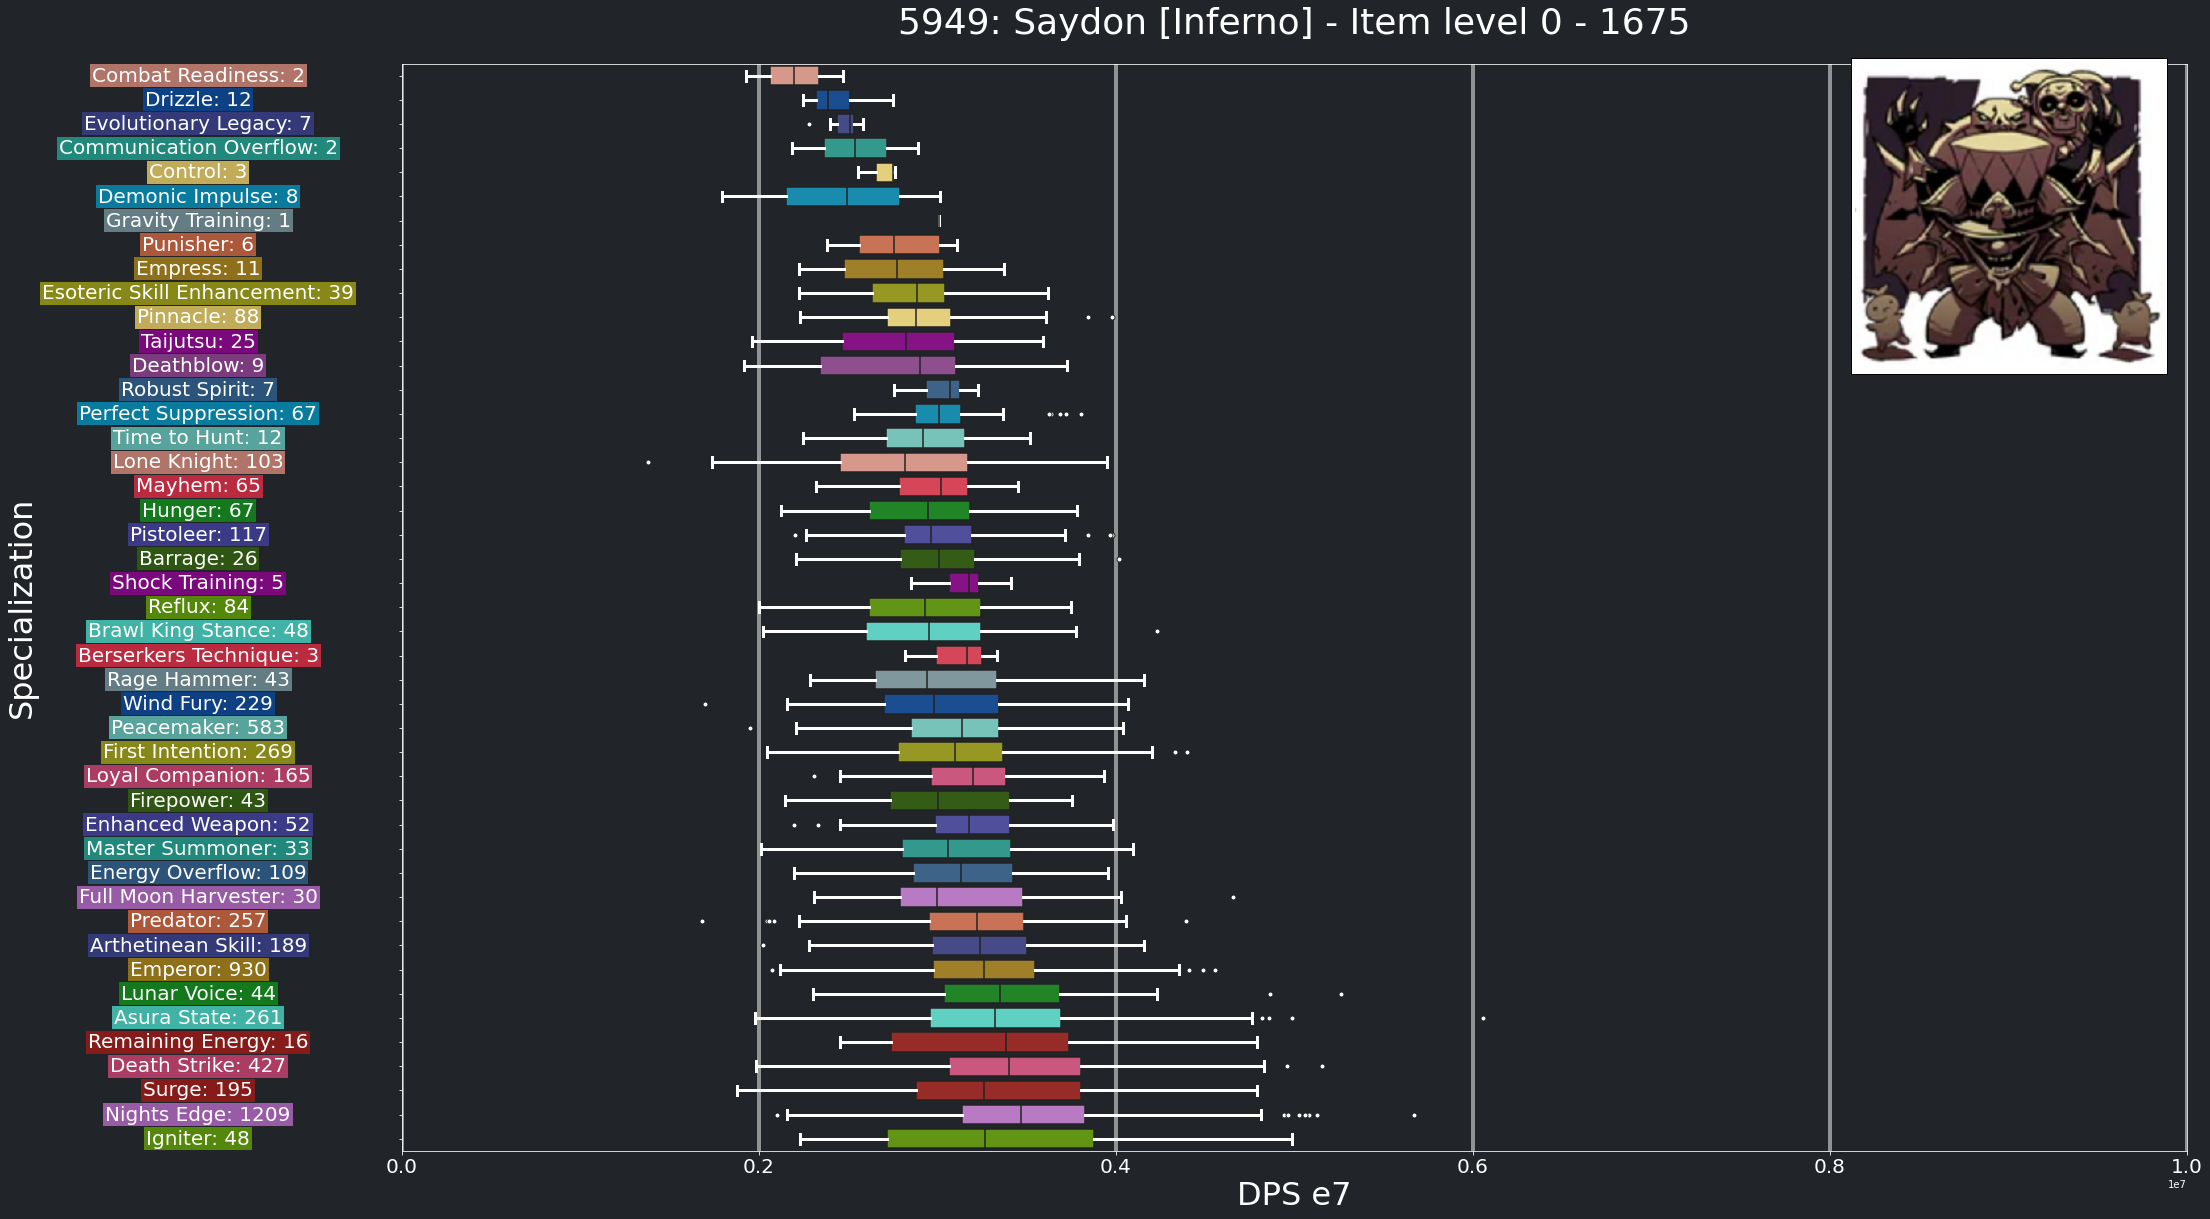 5949: Saydon [Inferno] - Item level 0 - 1675
Specialization
Combat Readiness: 2
Drizzle: 12
Evolutionary Legacy: 7
Communication Overflow: 2
Control: 3
Demonic Impulse: 8
Gravity Training: 1
Punisher: 6
Empress: 11
Esoteric Skill Enhancement: 39
Pinnacle: 88
Taijutsu: 25
Deathblow: 9
Robust Spirit: 7
Perfect Suppression: 67
Time to Hunt: 12
Lone Knight: 103
Mayhem: 65
Hunger: 67
Pistoleer: 117
Barrage: 26
Shock Training: 5
Reflux: 84
Brawl King Stance: 48
Berserkers Technique: 3
Rage Hammer: 43
Wind Fury: 229
Peacemaker: 583
First Intention: 269
Loyal Companion: 165
Firepower: 43
Enhanced Weapon: 52
Master Summoner: 33
Energy Overflow: 109
Full Moon Harvester: 30
Predator: 257
Arthetinean Skill: 189
Emperor: 930
Lunar Voice: 44
Asura State: 261
Remaining Energy: 16
Death Strike: 427
Surge: 195
Nights Edge: 1209
Igniter: 48
0.0 0.2 0.4 0.6 0.8 1.0
1e7
DPS e7